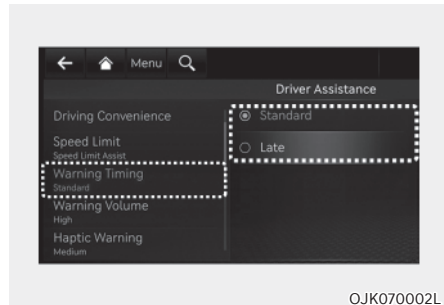 Menu
Driver Assistance
Driving Convenience
Speed Limit
Speed Limit Assist
Warning Timing
Standard
Warning Volume
High
Haptic Warning
Medium
Standard
Late
OJK070002L